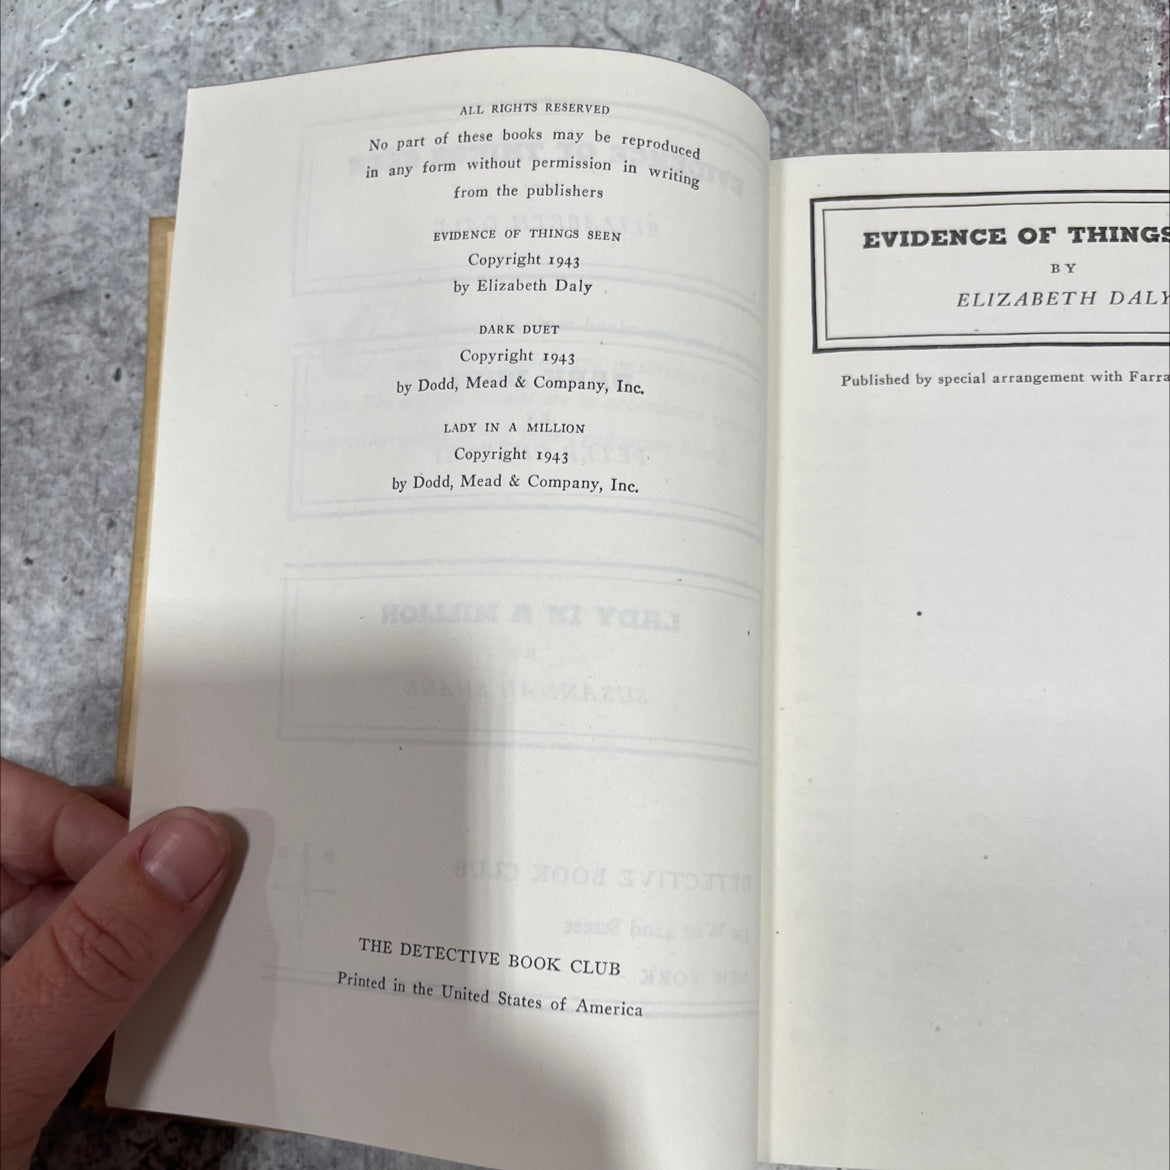 ALL RIGHTS RESERVED
No part of these books may be reproduced
in any form without permission in writing
from the publishers
EVIDENCE OF THINGS SEEN
Copyright 1943
by Elizabeth Daly
DARK DUET
Copyright 1943
by Dodd, Mead & Company, Inc.
LADY IN A MILLION
Copyright 1943
by Dodd, Mead & Company, Inc.
THE DETECTIVE BOOK CLUB
Printed in the United States of America
EVIDENCE OF THINGS
BY
ELIZABETH DALY
Published by special arrangement with Farra